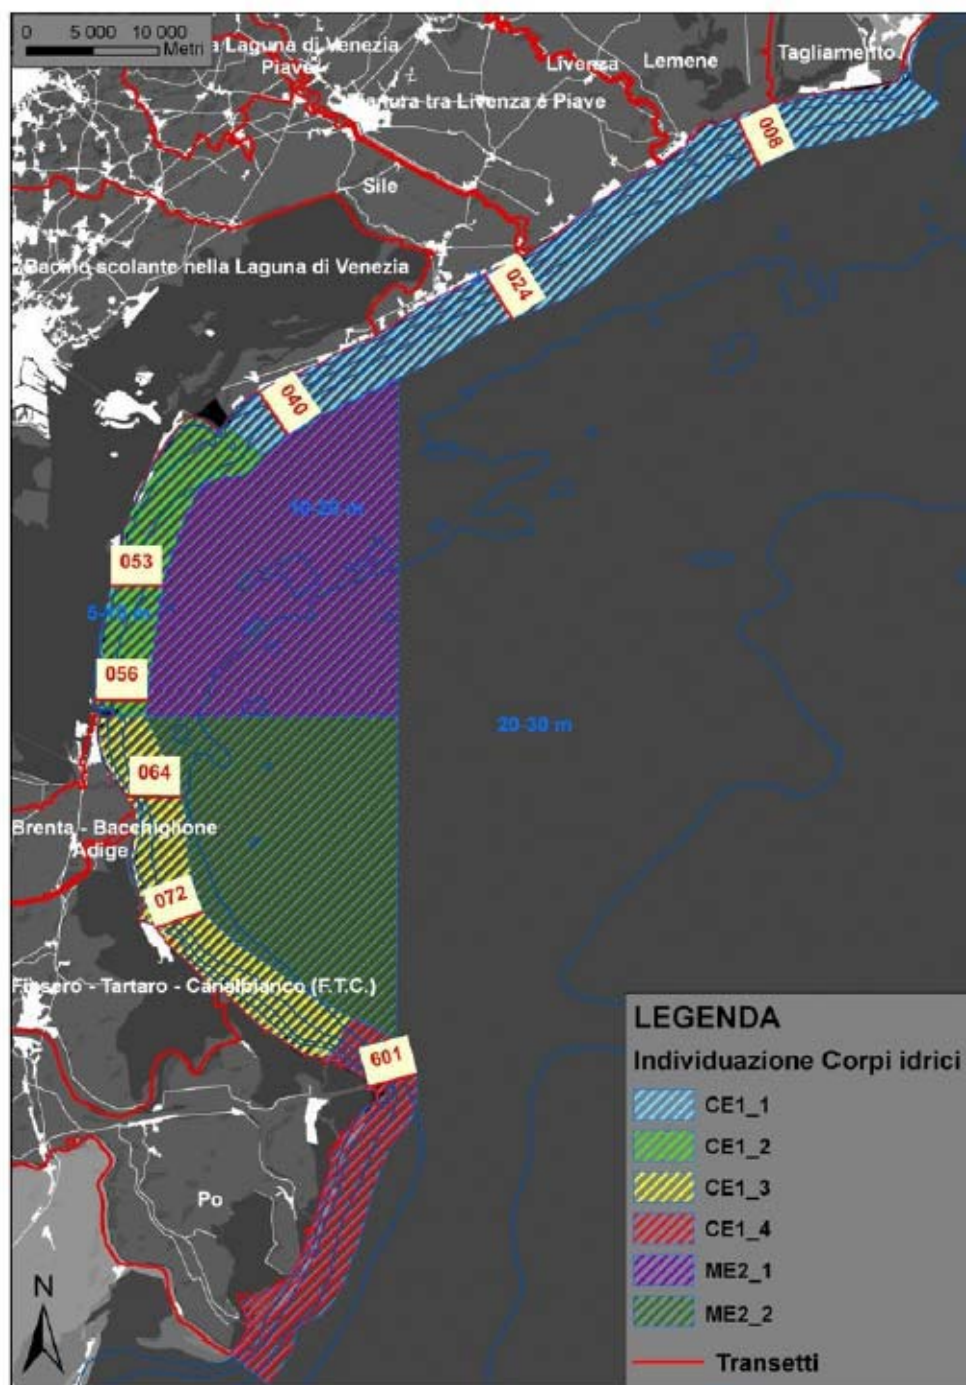 0 5 000 10 000
Metri
a Laguna di Venezia
Piave
Livenza
Lemene
Tagliamento
anura tra Livenza e Piave
008
Sile
Bacino scolante nella Laguna di Venezia
024
040
10-20 m
053
5-10 m
056
20-30 m
064
Brenta - Bacchiglione
Adige
072
Fissero - Tartaro - Canalbianco (F.T.C.)
601
Po
N
LEGENDA
Individuazione Corpi idrici
CE1_1
CE1_2
CE1_3
CE1_4
ME2_1
ME2_2
Transetti